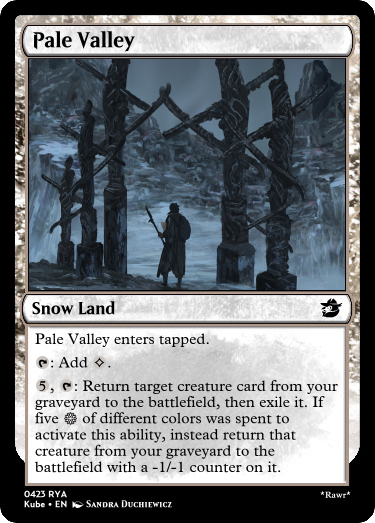 Pale Valley
Snow Land
Pale Valley enters tapped.
: Add .
5, : Return target creature card from your
graveyard to the battlefield, then exile it. If
five of different colors was spent to
activate this ability, instead return that
creature from your graveyard to the
battlefield with a -1/-1 counter on it.
0423 RYA
Kube • EN Sandra Duchiewicz
*Rawr*